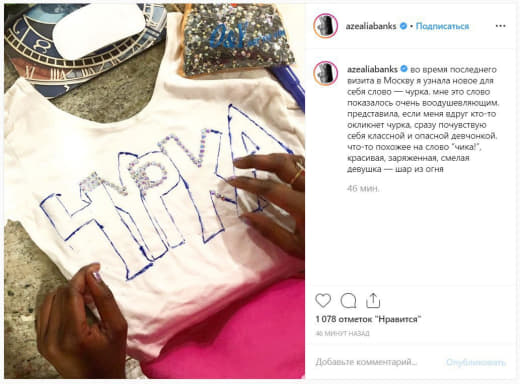 ЧУРКА
azealiabanks • Подписаться
azealiabanks во время последнего
визита в Москву я узнала новое для
себя слово — чурка. мне это слово
показалось очень воодушевляющим.
представила, если меня вдруг кто-то
окликнет чурка, сразу почувствую
себя классной и опасной девчонкой.
что-то похожее на слово "чика!",
красивая, заряженная, смелая
девушка — шар из огня
46 мин.
1 078 отметок "Нравится"
46 МИНУТ НАЗАД
Добавьте комментарий...
Опубликовать